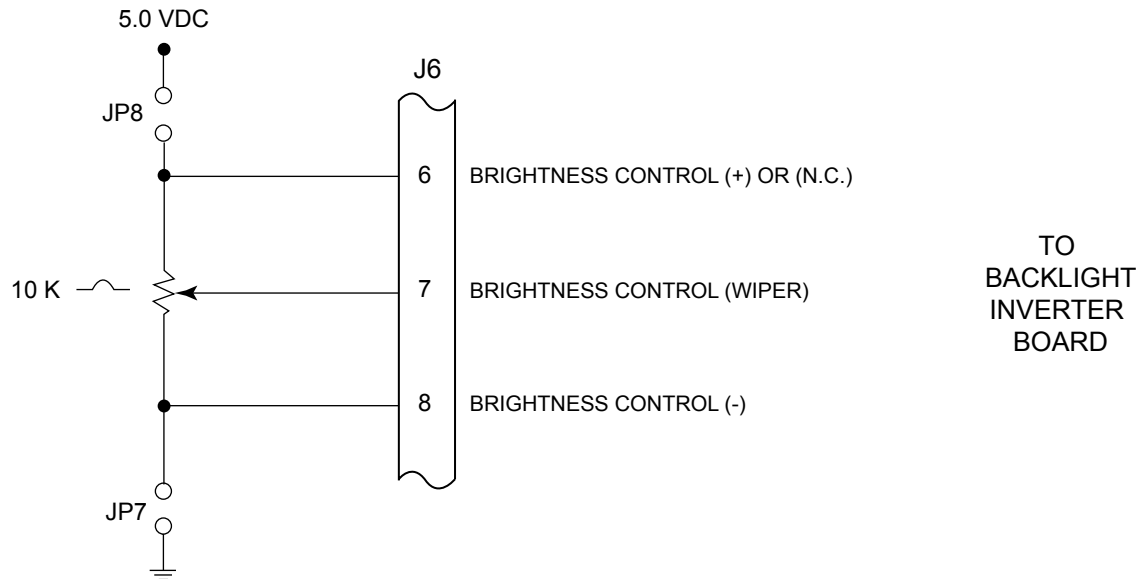 5.0 VDC
J6
JP8
6 BRIGHTNESS CONTROL (+) OR (N.C.)
10 K
7 BRIGHTNESS CONTROL (WIPER)
TO
BACKLIGHT
INVERTER
BOARD
8 BRIGHTNESS CONTROL (-)
JP7